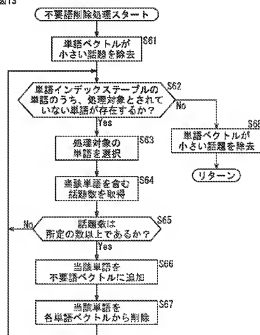 図13
不要語削除処理スタート
S61
単語ベクトルが
小さい話題を除去
S62
単語インデックステーブルの
単語のうち、処理対象とされて
いない単語が存在するか?
No
Yes
S63
処理対象の
単語を選択
S68
単語ベクトルが
小さい話題を除去
リターン
S64
当該単語を含む
話題数を取得
S65
話題数は
所定の数以上であるか?
No
Yes
S66
当該単語を
不要語ベクトルに追加
S67
当該単語を
各単語ベクトルから削除